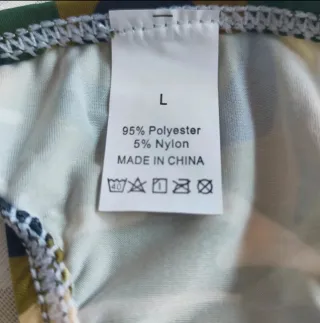 L
95% Polyester
5% Nylon
MADE IN CHINA